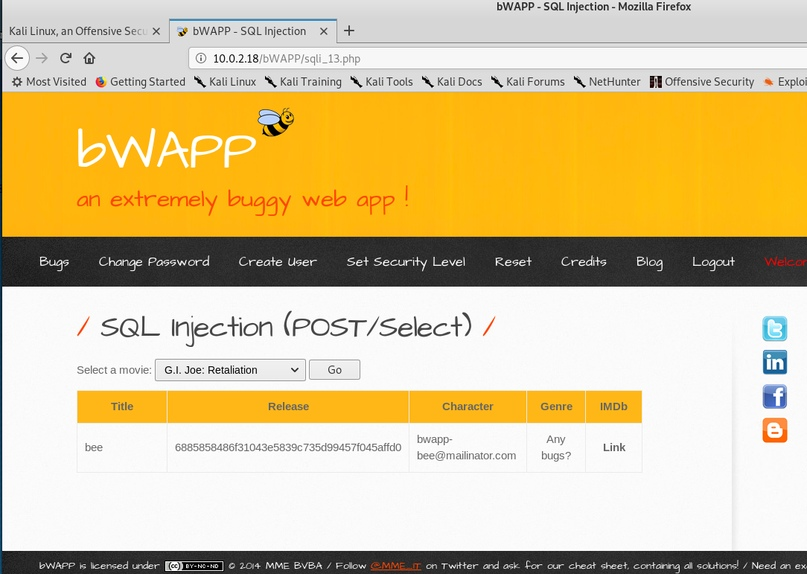 bWAPP - SQL Injection - Mozilla Firefox
Kali Linux, an Offensive Secu
bWAPP - SQL Injection
10.0.2.18/bWAPP/sqli_13.php
Most Visited Getting Started Kali Linux Kali Training Kali Tools Kali Docs Kali Forums NetHunter Offensive Security Exploi
bWAPP
an extremely buggy web app !
Bugs Change Password Create User Set Security Level Reset Credits Blog Logout Welcom
/ SQL Injection (POST/Select) /
Select a movie: G.I. Joe: Retaliation Go
Title Release Character Genre IMDb
bee 6885858486f31043e5839c735d99457f045affd0 bwapp-
bee@mailinator.com Any
bugs? Link
bWAPP is licensed under BY-NC-ND © 2014 MME BVBA / Follow @MME_IT on Twitter and ask for our cheat sheet, containing all solutions! / Need an ex